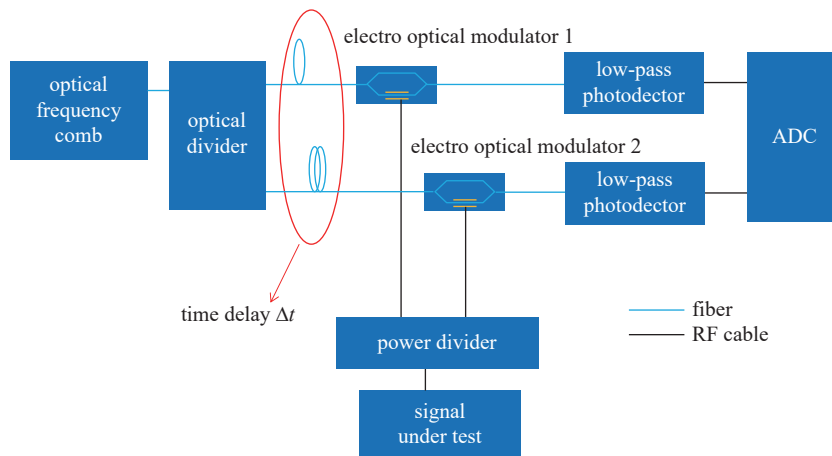 electro optical modulator 1
optical
frequency
comb
optical
divider
low-pass
photodector
ADC
electro optical modulator 2
low-pass
photodector
time delay Δt
fiber
RF cable
power divider
signal
under test